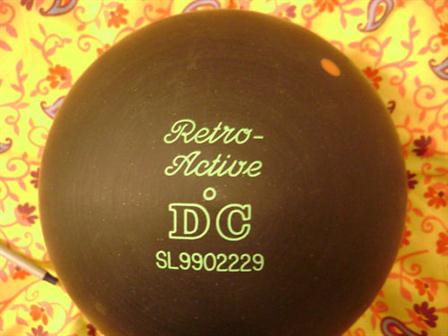 Retro-
Active
DC
SL9902229